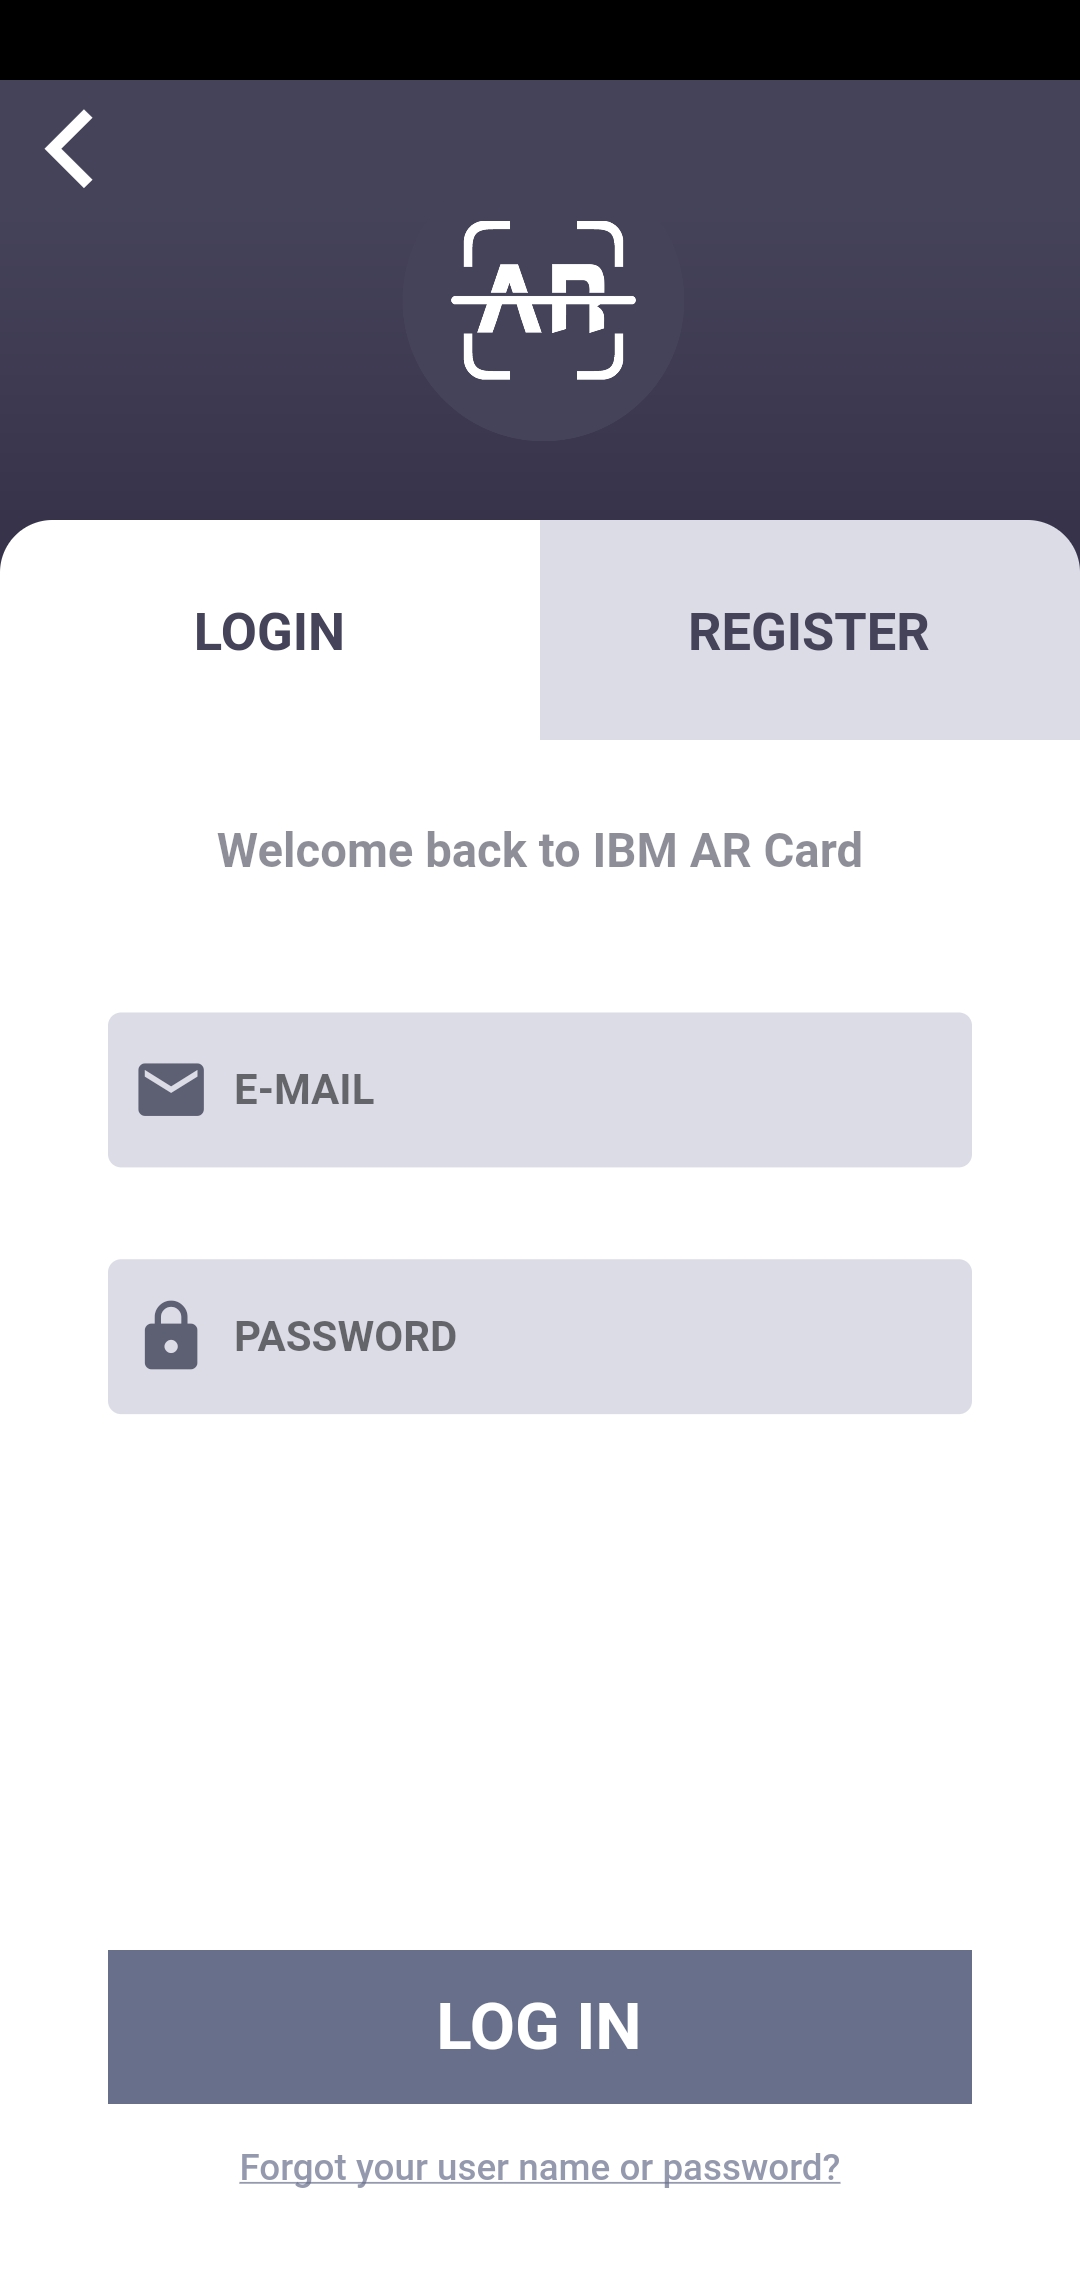 AR
LOGIN
REGISTER
Welcome back to IBM AR Card
E-MAIL
PASSWORD
LOG IN
Forgot your user name or password?